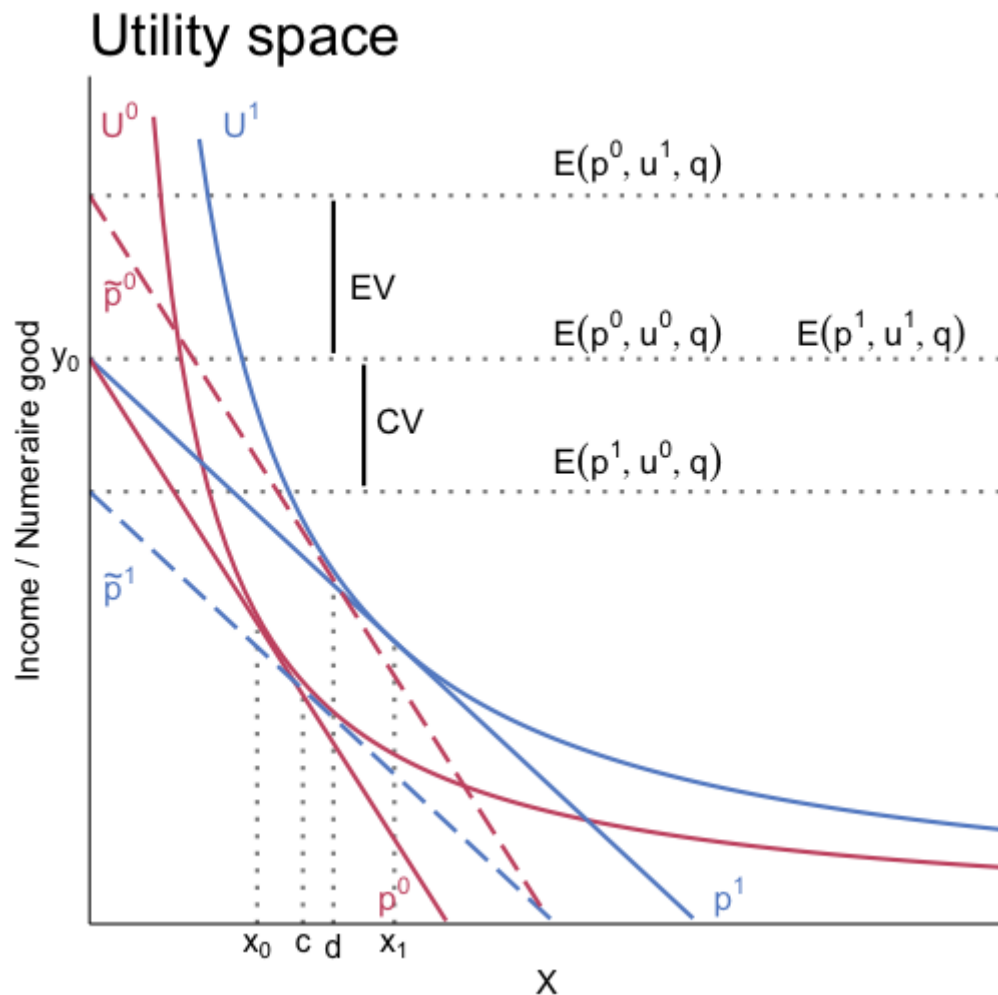 Utility space
U⁰
U¹
E(p⁰, u¹, q)
p̃⁰
EV
E(p⁰, u⁰, q)
E(p¹, u¹, q)
y₀
CV
E(p¹, u⁰, q)
p̃¹
Income / Numeraire good
p⁰
p¹
x₀ c d x₁
X